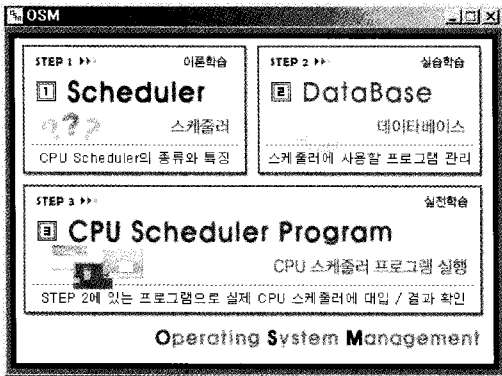 OSM
STEP 1 이론학습
1 Scheduler
스케줄러
CPU Scheduler의 종류와 특징
STEP 2 실습학습
2 DataBase
데이타베이스
스케줄러에 사용할 프로그램 관리
STEP 3 실전학습
3 CPU Scheduler Program
CPU 스케줄러 프로그램 실행
STEP 2에 있는 프로그램으로 실제 CPU 스케줄러에 대입 / 결과 확인
Operating System Management